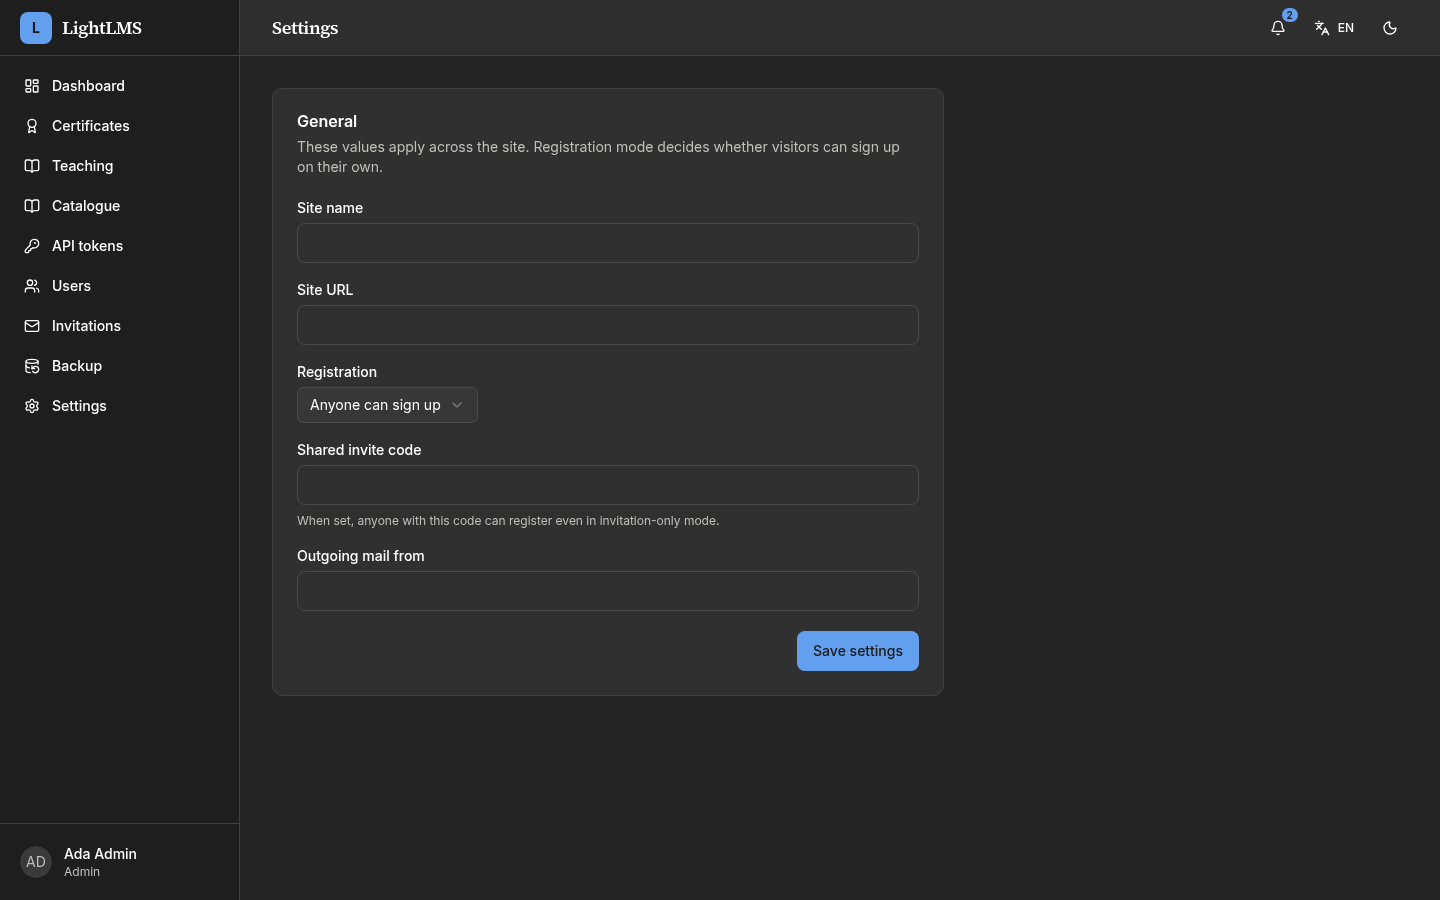 L LightLMS
Settings
2
EN
Dashboard
Certificates
Teaching
Catalogue
API tokens
Users
Invitations
Backup
Settings
General
These values apply across the site. Registration mode decides whether visitors can sign up
on their own.
Site name
Site URL
Registration
Anyone can sign up
Shared invite code
When set, anyone with this code can register even in invitation-only mode.
Outgoing mail from
Save settings
AD
Ada Admin
Admin